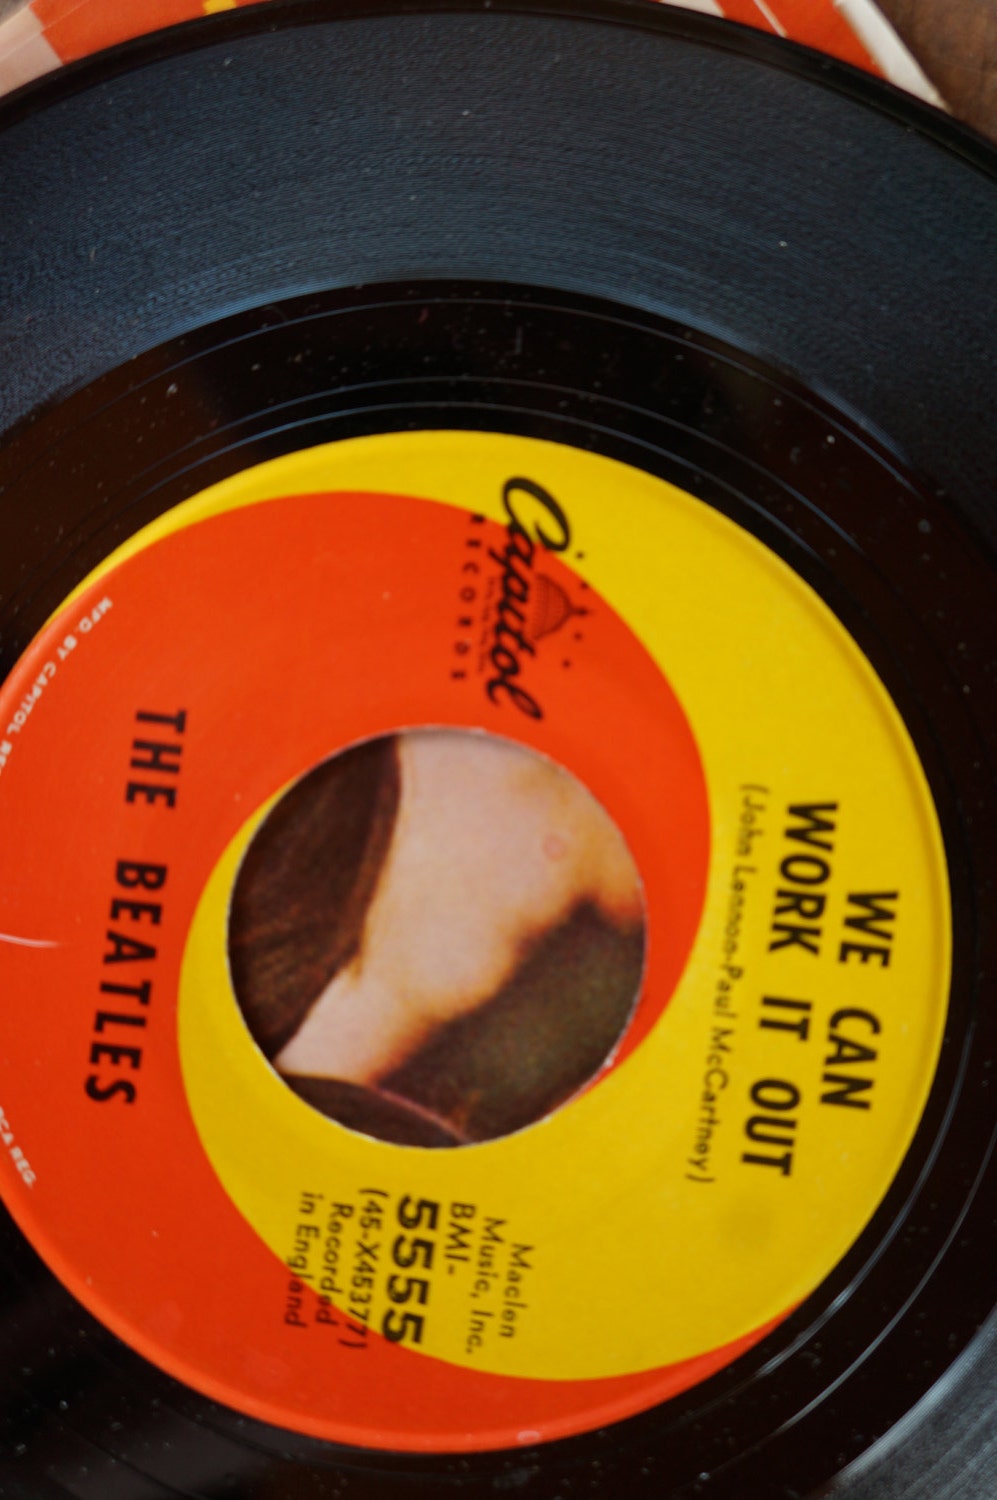 Capitol
RECORDS
WE CAN
WORK IT OUT
(John Lennon-Paul McCartney)
Maclen
Music, Inc.
BMI-
5555
(45-X45377)
Recorded
in England
THE BEATLES
MFD. BY CAPITOL
REG.